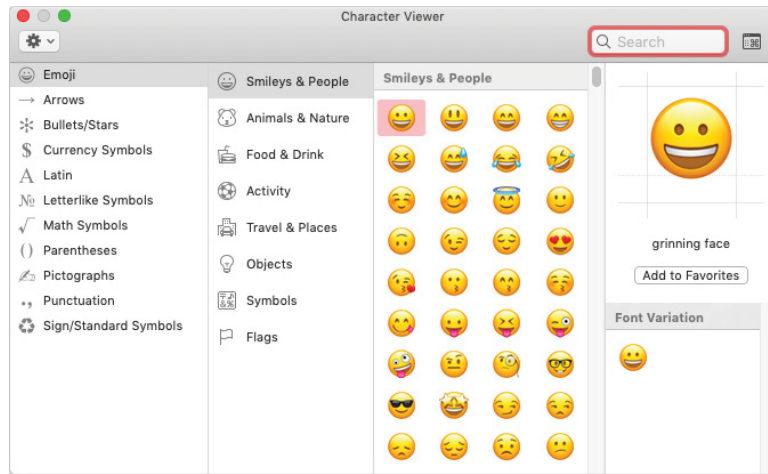 Character Viewer
Search
Emoji
Arrows
Bullets/Stars
$ Currency Symbols
A Latin
№ Letterlike Symbols
√ Math Symbols
( ) Parentheses
Pictographs
., Punctuation
Sign/Standard Symbols
Smileys & People
Animals & Nature
Food & Drink
Activity
Travel & Places
Objects
Symbols
Flags
Smileys & People
grinning face
Add to Favorites
Font Variation